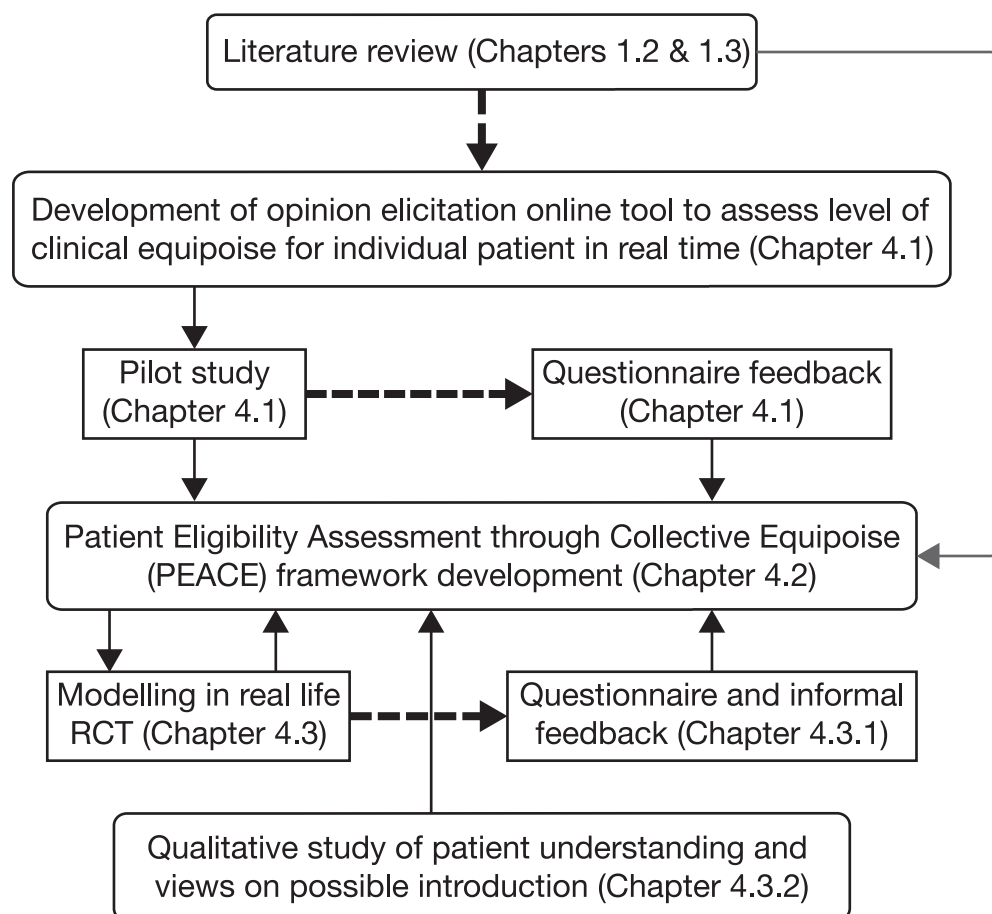 Literature review (Chapters 1.2 & 1.3)
Development of opinion elicitation online tool to assess level of
clinical equipoise for individual patient in real time (Chapter 4.1)
Pilot study
(Chapter 4.1)
Questionnaire feedback
(Chapter 4.1)
Patient Eligibility Assessment through Collective Equipoise
(PEACE) framework development (Chapter 4.2)
Modelling in real life
RCT (Chapter 4.3)
Questionnaire and informal
feedback (Chapter 4.3.1)
Qualitative study of patient understanding and
views on possible introduction (Chapter 4.3.2)